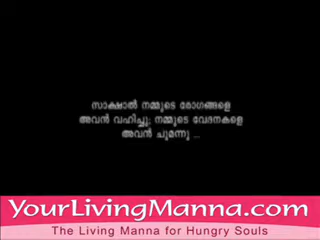 സാക്ഷാൽ നമ്മുടെ രോഗങ്ങളെ
അവൻ വഹിച്ചു; നമ്മുടെ വേദനകളെ
അവൻ ചുമന്നു ...
YourLivingManna.com
The Living Manna for Hungry Souls